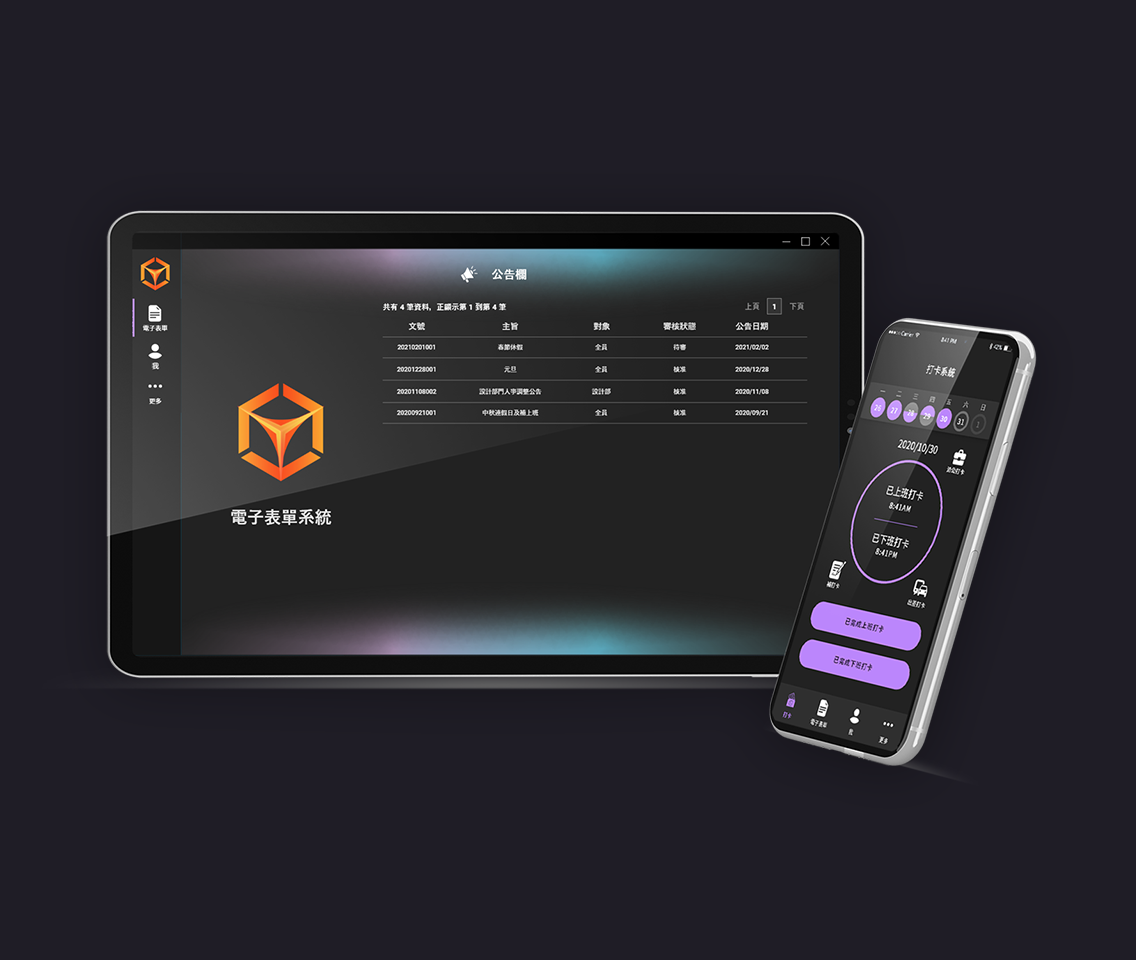 公告欄
電子表單
我
更多
電子表單系統
共有 4 筆資料，正顯示第 1 到第 4 筆
上頁 1 下頁
文號 主旨 對象 審核狀態 公告日期
20210201001 春節休假 全員 待審 2021/02/02
20201228001 元旦 全員 核准 2020/12/28
20201108002 設計部門人事調整公告 設計部 核准 2020/11/08
20200921001 中秋連假日及補上班 全員 核准 2020/09/21
Carrier 8:41 PM 42%
打卡系統
一 二 三 四 五 六 日
26 27 28 29 30 31 1
2020/10/30
已上班打卡
8:41AM
已下班打卡
8:41PM
補打卡
出差打卡
已完成上班打卡
已完成下班打卡
打卡 電子表單 我 更多